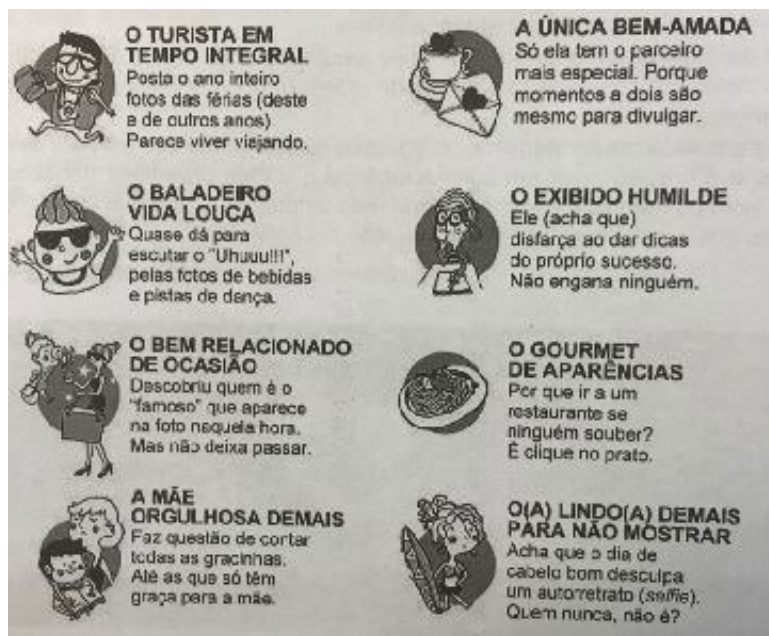 O TURISTA EM
TEMPO INTEGRAL
Posta o ano inteiro
fotos das férias (deste
e de outros anos)
Parece viver viajando.
O BALADEIRO
VIDA LOUCA
Quase dá para
escutar o "Uhuuu!!!",
pelas fotos de bebidas
e pistas de dança.
O BEM RELACIONADO
DE OCASIÃO
Descobriu quem é o
"famoso" que aparece
na foto naquela hora.
Mas não deixa passar.
A MÃE
ORGULHOSA DEMAIS
Faz questão de cortar
todas as gracinhas.
Até as que só têm
graça para a mãe.
A ÚNICA BEM-AMADA
Só ela tem o parceiro
mais especial. Porque
momentos a dois são
mesmo para divulgar.
O EXIBIDO HUMILDE
Ele (acha que)
disfarça ao dar dicas
do próprio sucesso.
Não engana ninguém.
O GOURMET
DE APARÊNCIAS
Por que ir a um
restaurante se
ninguém souber?
É clique no prato.
O(A) LINDO(A) DEMAIS
PARA NÃO MOSTRAR
Acha que o dia de
cabelo bom desculpa
um autorretrato (selfie).
Quem nunca, não é?